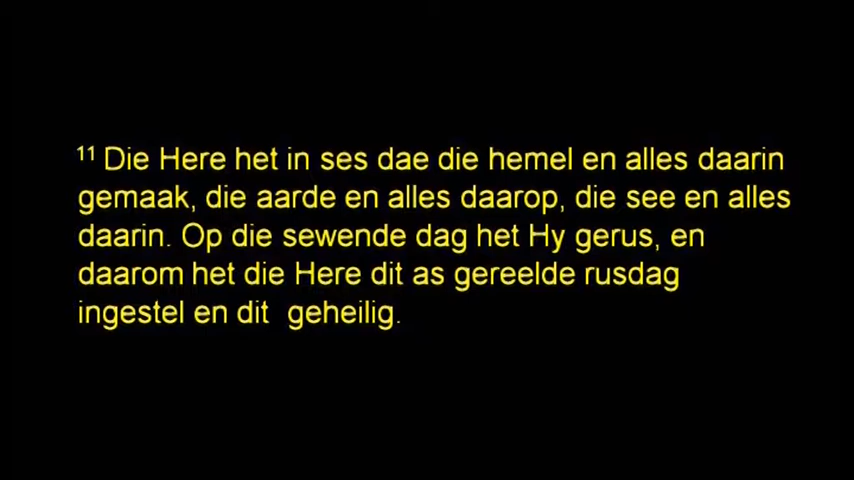 ¹¹ Die Here het in ses dae die hemel en alles daarin
gemaak, die aarde en alles daarop, die see en alles
daarin. Op die sewende dag het Hy gerus, en
daarom het die Here dit as gereelde rusdag
ingestel en dit  geheilig.